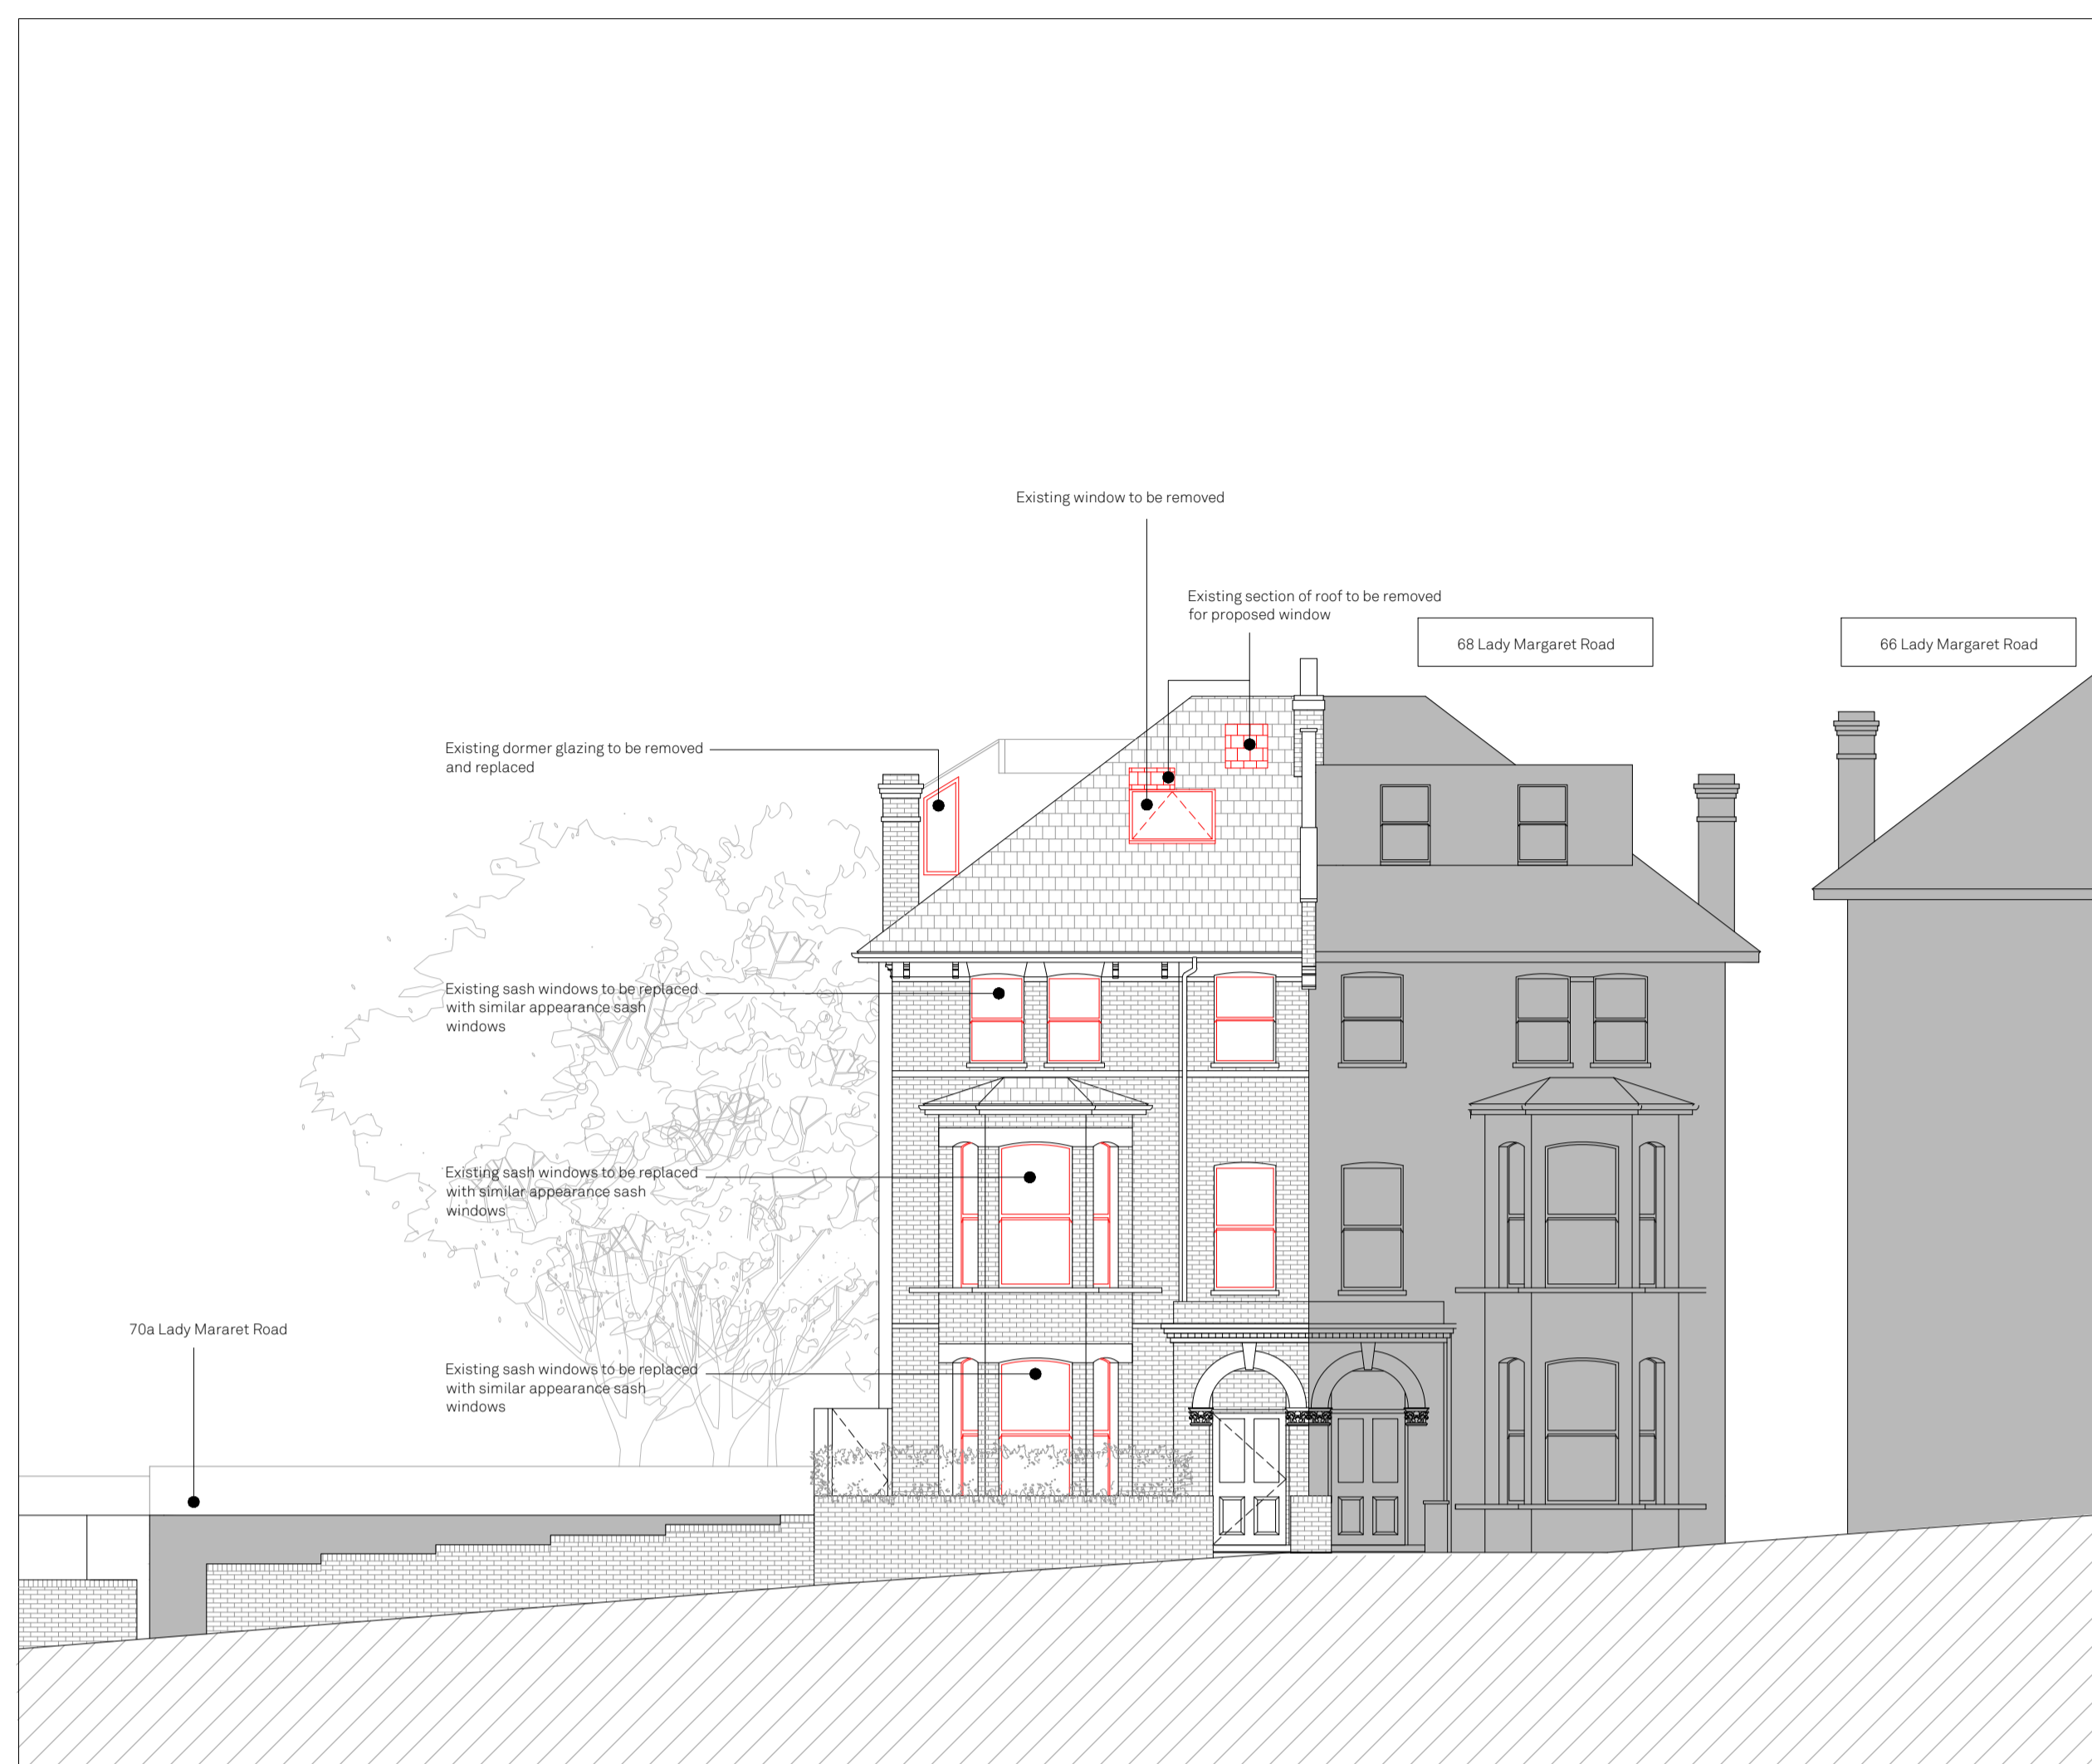 Existing window to be removed
Existing section of roof to be removed
for proposed window
68 Lady Margaret Road
66 Lady Margaret Road
Existing dormer glazing to be removed
and replaced
Existing sash windows to be replaced
with similar appearance sash
windows
Existing sash windows to be replaced
with similar appearance sash
windows
70a Lady Mararet Road
Existing sash windows to be replaced
with similar appearance sash
windows